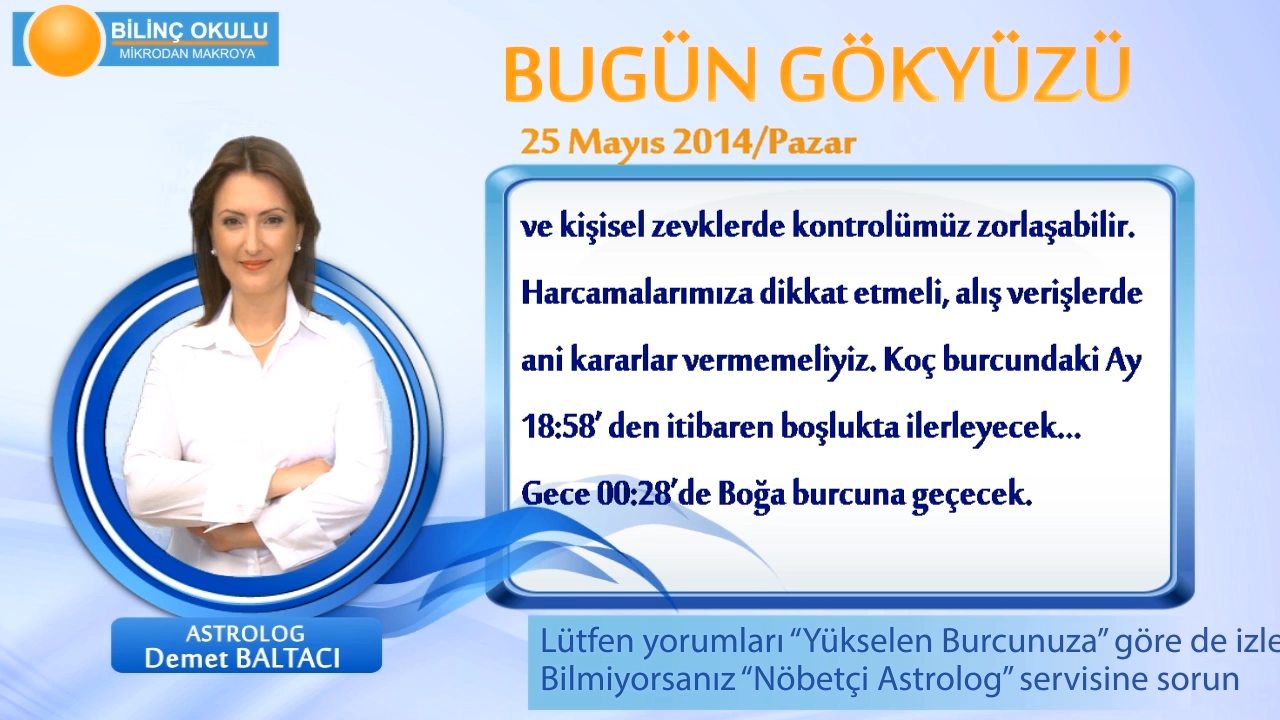 BİLİNÇ OKULU
MİKRODAN MAKROYA
BUGÜN GÖKYÜZÜ
25 Mayıs 2014/Pazar
ve kişisel zevklerde kontrolümüz zorlaşabilir.
Harcamalarımıza dikkat etmeli, alış verişlerde
ani kararlar vermemeliyiz. Koç burcundaki Ay
18:58’ den itibaren boşlukta ilerleyecek...
Gece 00:28’de Boğa burcuna geçecek.
ASTROLOG
Demet BALTACI
Lütfen yorumları “Yükselen Burcunuza” göre de izle
Bilmiyorsanız “Nöbetçi Astrolog” servisine sorun